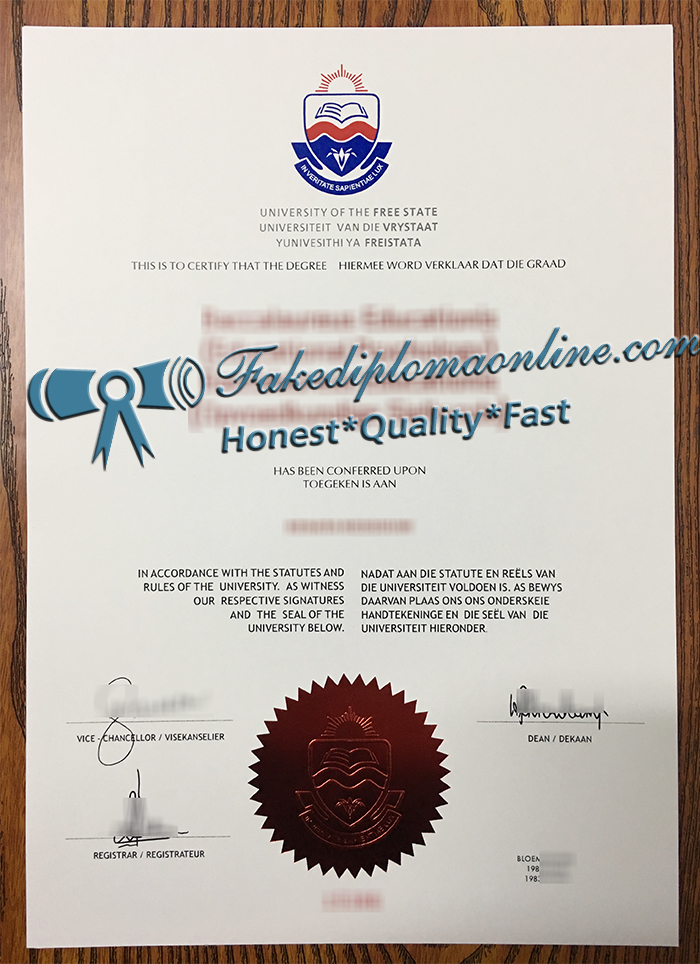 IN VERITATE SAPIENTIAE LUX
UNIVERSITY OF THE FREE STATE
UNIVERSITEIT VAN DIE VRYSTAAT
YUNIVESITHI YA FREISTATA
THIS IS TO CERTIFY THAT THE DEGREE HIERMEE WORD VERKLAAR DAT DIE GRAAD
Baccalaureus Educationis
Fakediplomaonline.com
Honest*Quality*Fast
HAS BEEN CONFERRED UPON
TOEGEKEN IS AAN
IN ACCORDANCE WITH THE STATUTES AND
RULES OF THE UNIVERSITY. AS WITNESS
OUR RESPECTIVE SIGNATURES
AND THE SEAL OF THE
UNIVERSITY BELOW.
NADAT AAN DIE STATUTE EN REËLS VAN
DIE UNIVERSITEIT VOLDOEN IS. AS BEWYS
DAARVAN PLAAS ONS ONS ONDERSKEIE
HANDTEKENINGE EN DIE SEËL VAN DIE
UNIVERSITEIT HIERONDER.
VICE - CHANCELLOR / VISEKANSELIER
DEAN / DEKAAN
REGISTRAR / REGISTRATEUR
BLOEM
198
198